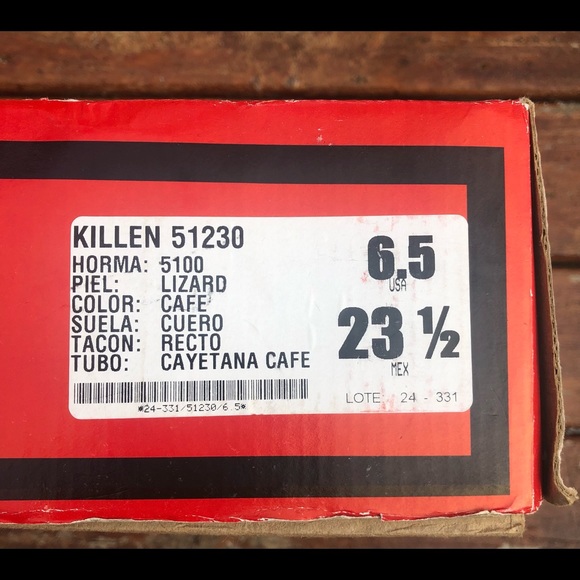 KILLEN 51230
HORMA: 5100
PIEL: LIZARD
COLOR: CAFE
SUELA: CUERO
TACON: RECTO
TUBO: CAYETANA CAFE
*24-331/51230/6.5*
6.5
USA
23 ½
MEX
LOTE: 24 - 331